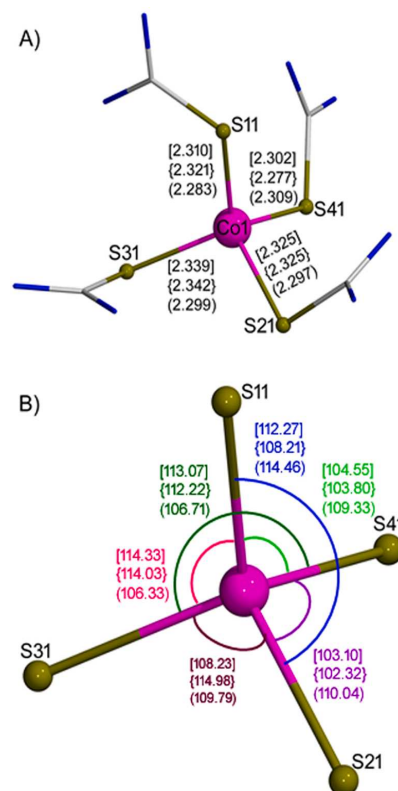 A)
S11
[2.310]
{2.321}
(2.283)
[2.302]
{2.277}
(2.309)
S41
Co1
S31
[2.339]
{2.342}
(2.299)
[2.325]
{2.325}
(2.297)
S21
B)
S11
[112.27]
{108.21}
(114.46)
[113.07]
{112.22}
(106.71)
[104.55]
{103.80}
(109.33)
S41
[114.33]
{114.03}
(106.33)
S31
[108.23]
{114.98}
(109.79)
[103.10]
{102.32}
(110.04)
S21